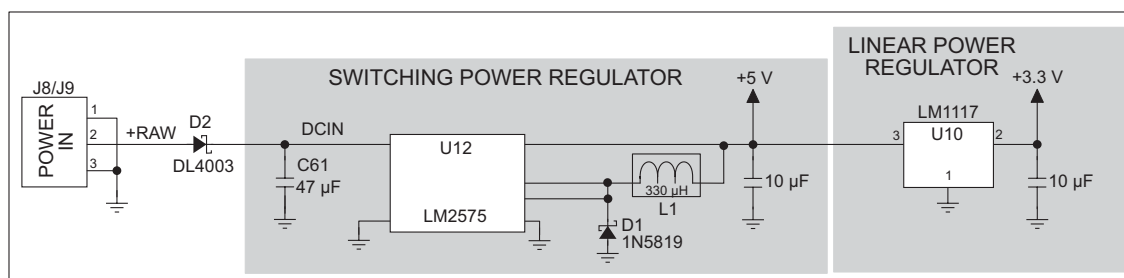 SWITCHING POWER REGULATOR
LINEAR POWER
REGULATOR
J8/J9
POWER
IN
1
2
3
+RAW
D2
DL4003
DCIN
C61
47 µF
U12
LM2575
330 µH
L1
D1
1N5819
+5 V
10 µF
LM1117
U10
3
2
1
+3.3 V
10 µF